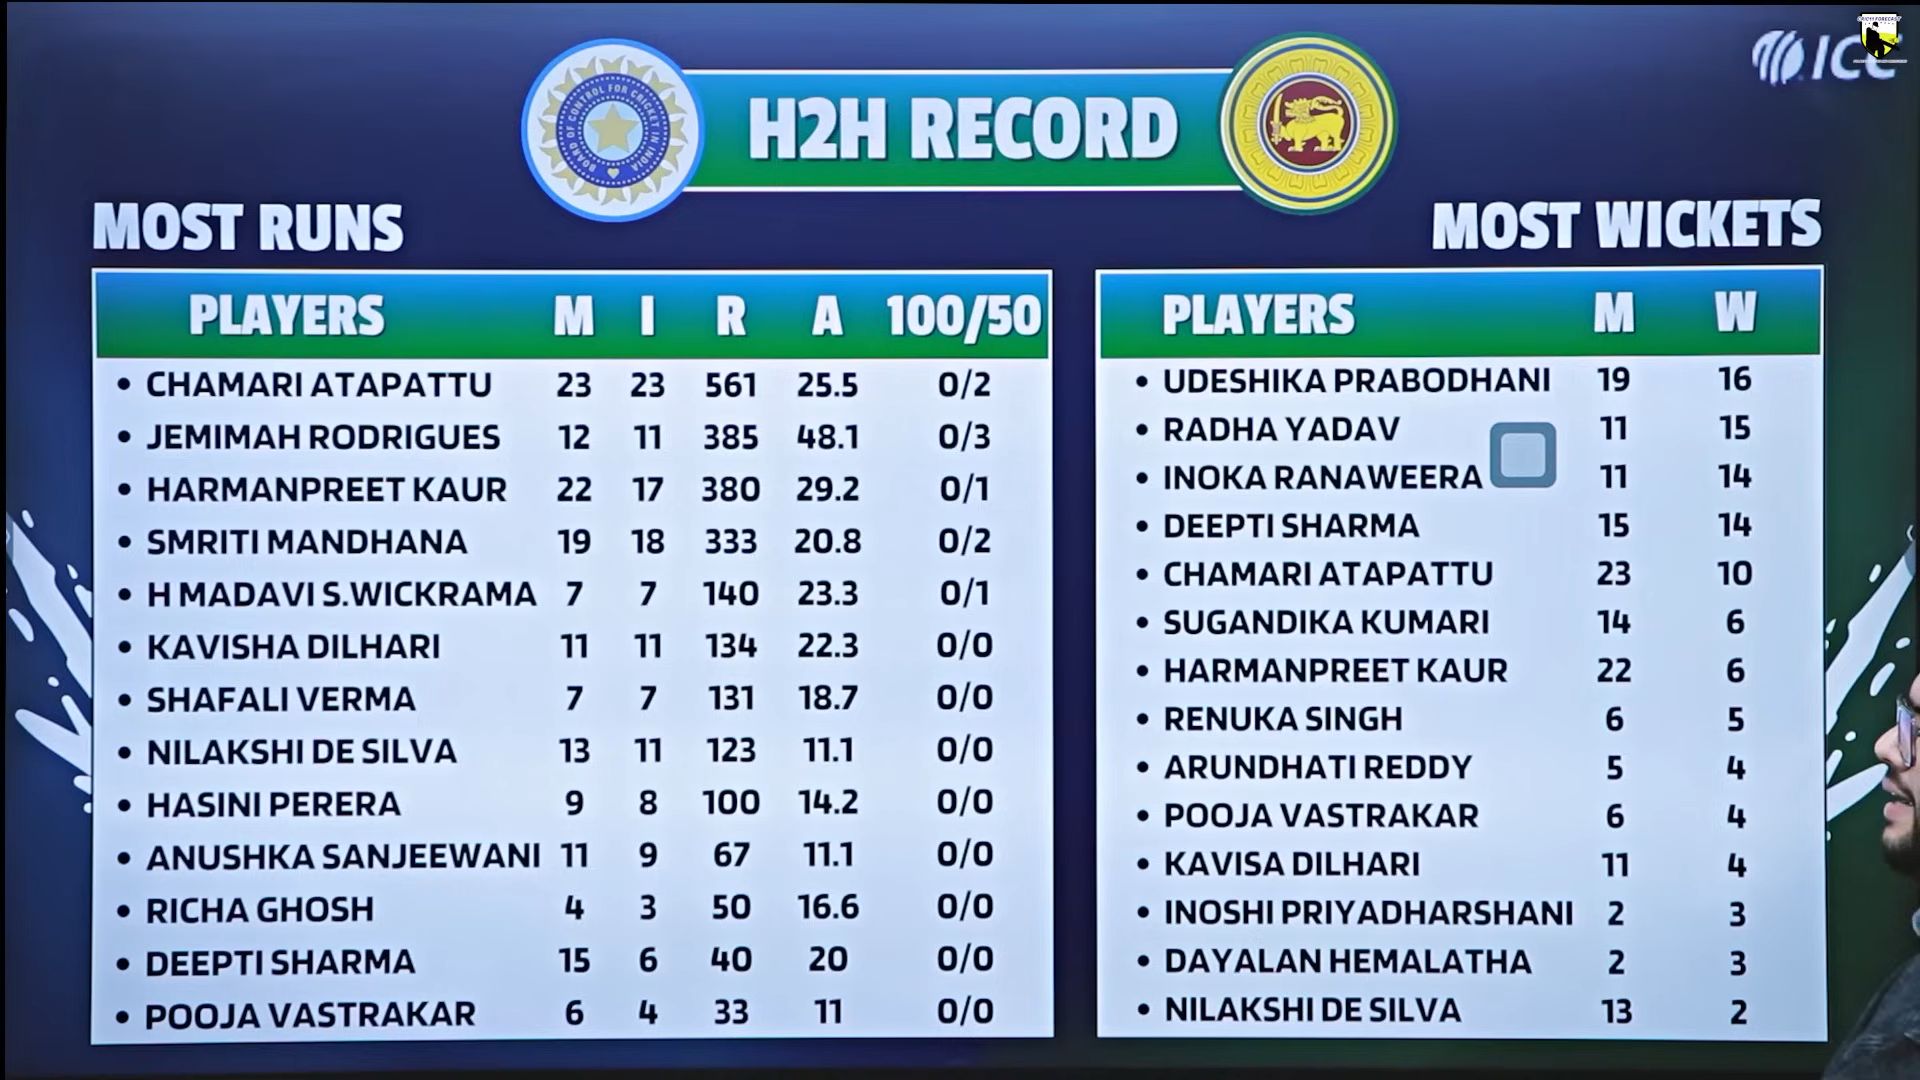 CRIC11 FORECAST
ICC
BOARD OF CONTROL FOR CRICKET IN INDIA
H2H RECORD
MOST RUNS
PLAYERS M I R A 100/50
• CHAMARI ATAPATTU 23 23 561 25.5 0/2
• JEMIMAH RODRIGUES 12 11 385 48.1 0/3
• HARMANPREET KAUR 22 17 380 29.2 0/1
• SMRITI MANDHANA 19 18 333 20.8 0/2
• H MADAVI S.WICKRAMA 7 7 140 23.3 0/1
• KAVISHA DILHARI 11 11 134 22.3 0/0
• SHAFALI VERMA 7 7 131 18.7 0/0
• NILAKSHI DE SILVA 13 11 123 11.1 0/0
• HASINI PERERA 9 8 100 14.2 0/0
• ANUSHKA SANJEEWANI 11 9 67 11.1 0/0
• RICHA GHOSH 4 3 50 16.6 0/0
• DEEPTI SHARMA 15 6 40 20 0/0
• POOJA VASTRAKAR 6 4 33 11 0/0
MOST WICKETS
PLAYERS M W
• UDESHIKA PRABODHANI 19 16
• RADHA YADAV 11 15
• INOKA RANAWEERA 11 14
• DEEPTI SHARMA 15 14
• CHAMARI ATAPATTU 23 10
• SUGANDIKA KUMARI 14 6
• HARMANPREET KAUR 22 6
• RENUKA SINGH 6 5
• ARUNDHATI REDDY 5 4
• POOJA VASTRAKAR 6 4
• KAVISA DILHARI 11 4
• INOSHI PRIYADHARSHANI 2 3
• DAYALAN HEMALATHA 2 3
• NILAKSHI DE SILVA 13 2